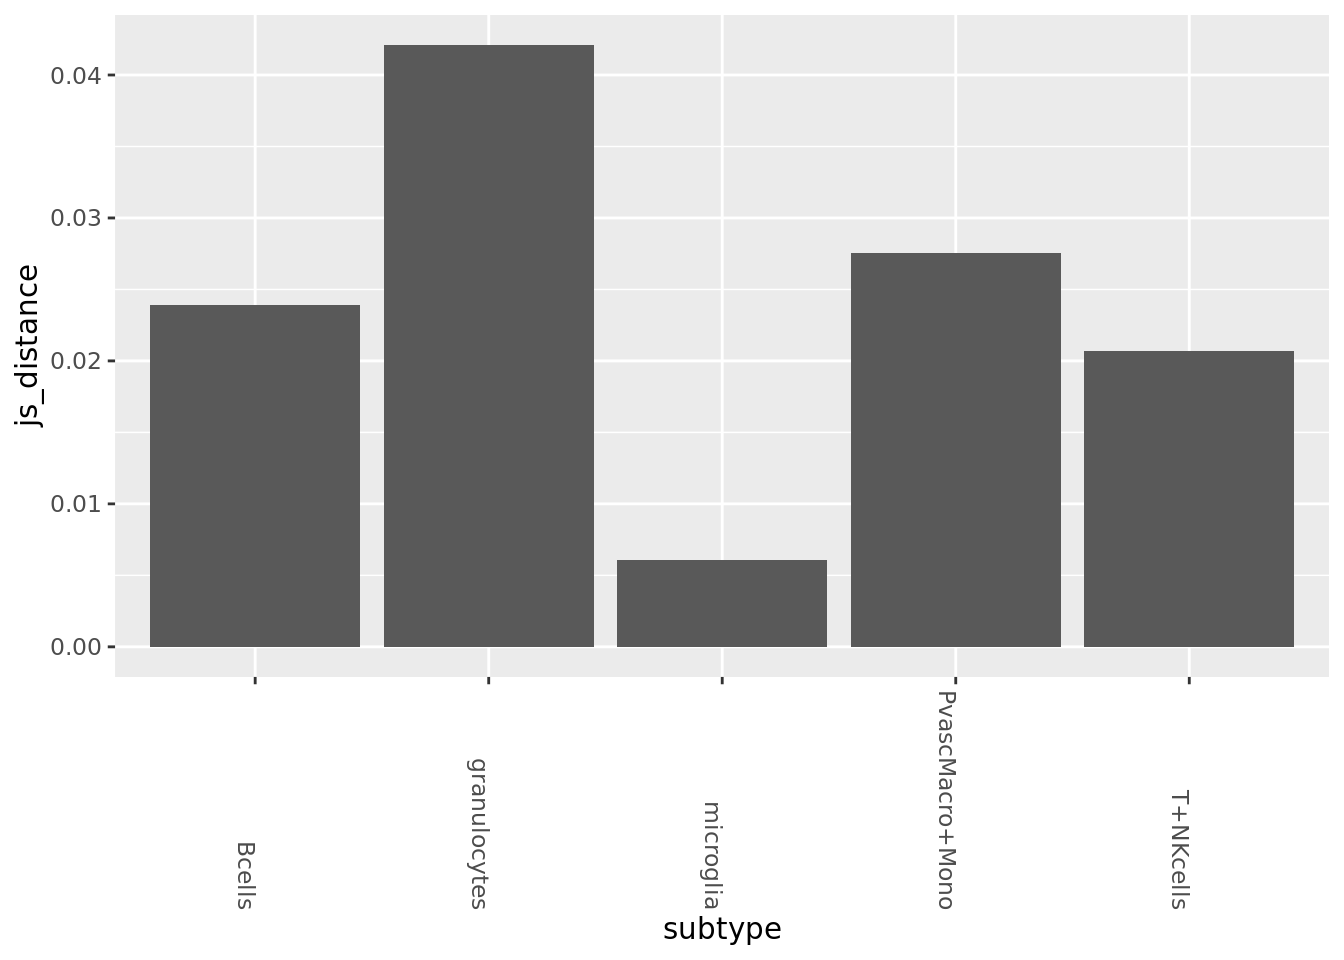 js_distance
0.04
0.03
0.02
0.01
0.00
Bcells
granulocytes
microglia
PvascMacro+Mono
T+NKcells
subtype